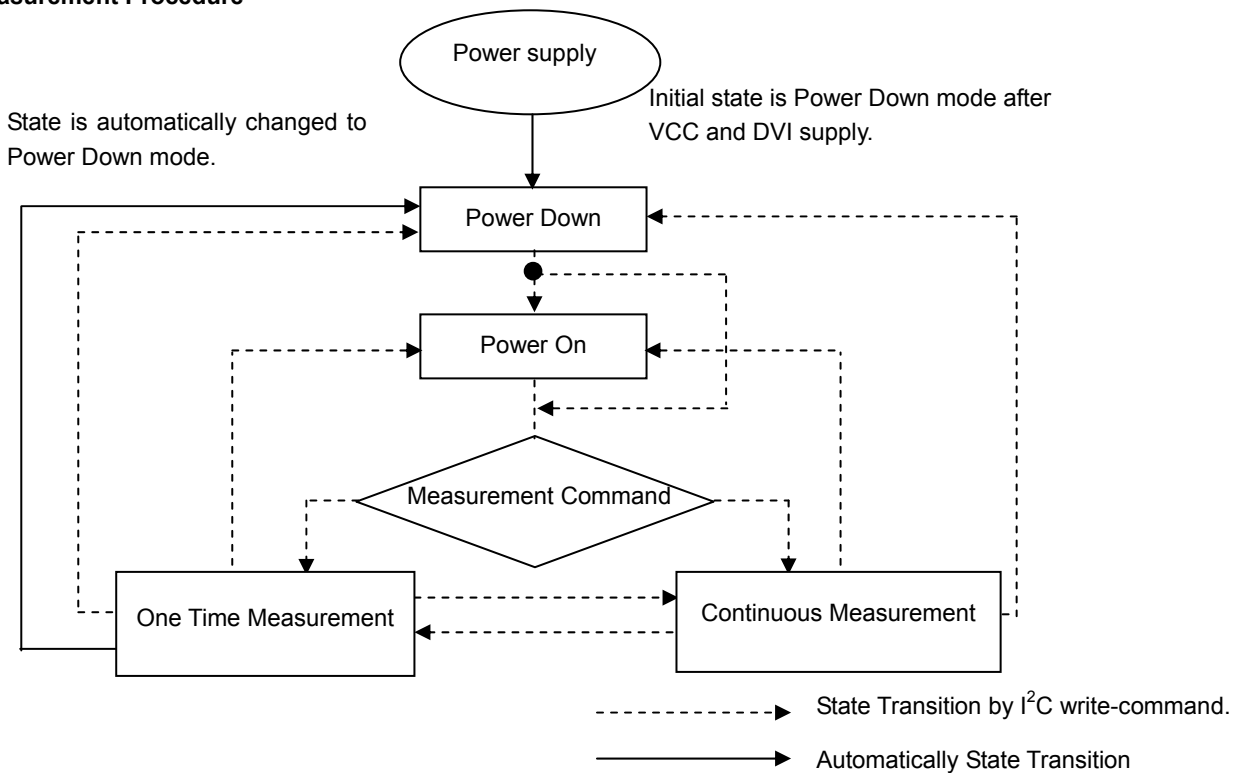 Power supply
Initial state is Power Down mode after
VCC and DVI supply.
State is automatically changed to
Power Down mode.
Power Down
Power On
Measurement Command
One Time Measurement
Continuous Measurement
State Transition by I²C write-command.
Automatically State Transition